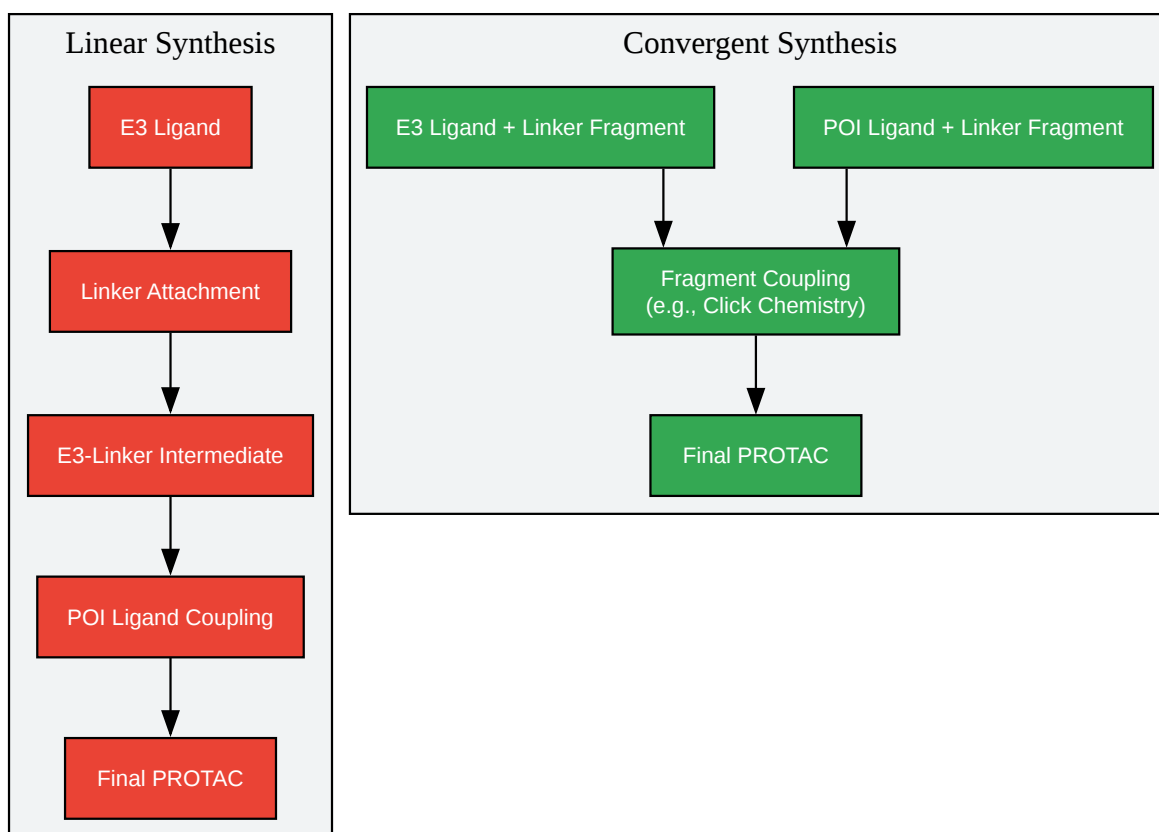 Linear Synthesis
E3 Ligand
Linker Attachment
E3-Linker Intermediate
POI Ligand Coupling
Final PROTAC
Convergent Synthesis
E3 Ligand + Linker Fragment
POI Ligand + Linker Fragment
Fragment Coupling
(e.g., Click Chemistry)
Final PROTAC